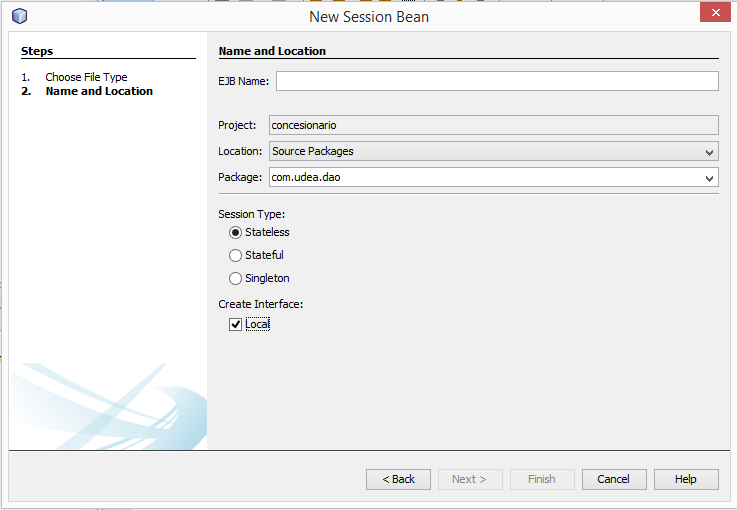 New Session Bean
Steps
1. Choose File Type
2. Name and Location
Name and Location
EJB Name:
Project: concesionario
Location: Source Packages
Package: com.udea.dao
Session Type:
Stateless
Stateful
Singleton
Create Interface:
Local
< Back Next > Finish Cancel Help